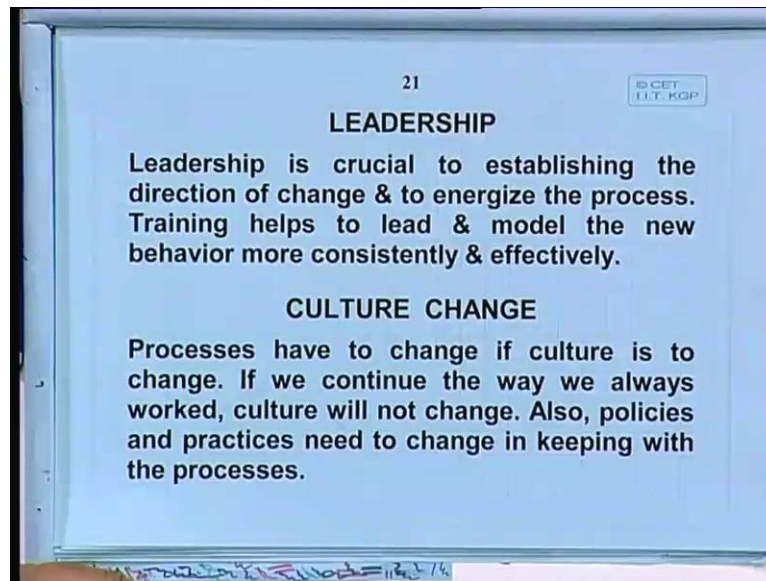 21
© CET
I.I.T. KGP
LEADERSHIP
Leadership is crucial to establishing the
direction of change & to energize the process.
Training helps to lead & model the new
behavior more consistently & effectively.
CULTURE CHANGE
Processes have to change if culture is to
change. If we continue the way we always
worked, culture will not change. Also, policies
and practices need to change in keeping with
the processes.